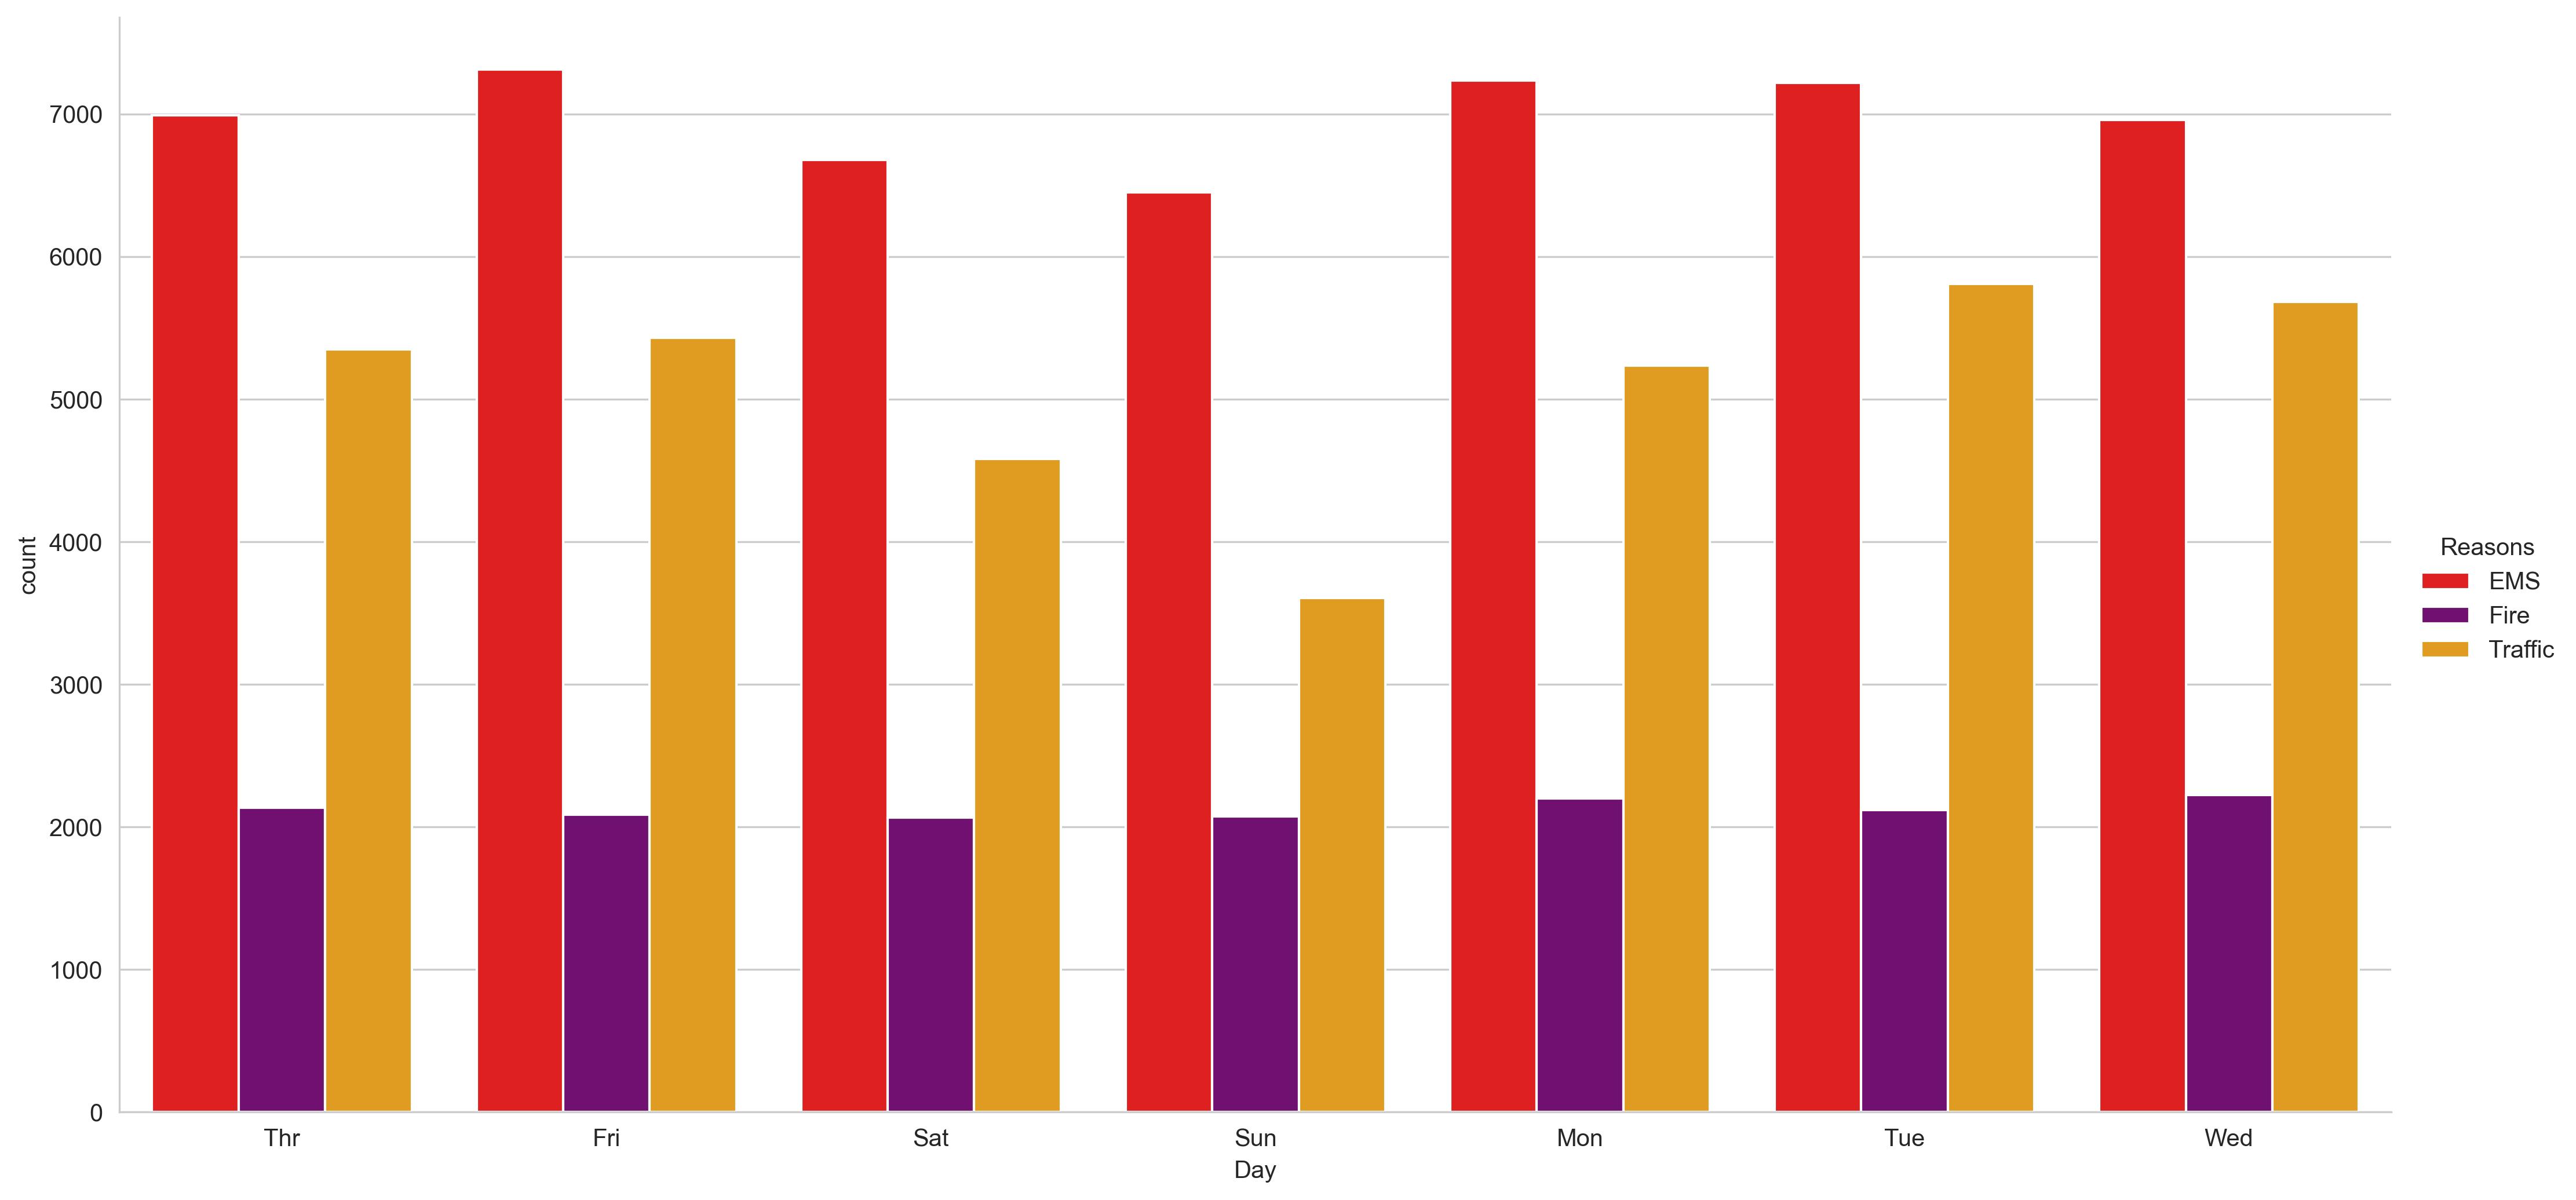 7000
6000
5000
4000
3000
2000
1000
0
count
Thr Fri Sat Sun Mon Tue Wed
Day
Reasons
EMS
Fire
Traffic